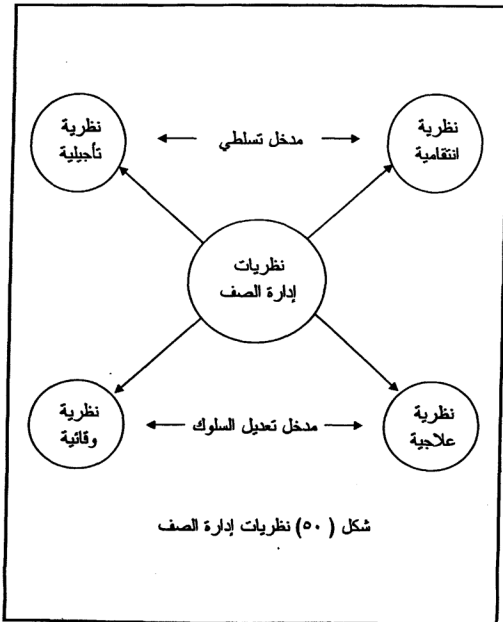 نظرية
انتقامية
مدخل تسلطي
نظرية
تأجيلية
نظريات
إدارة الصف
نظرية
علاجية
مدخل تعديل السلوك
نظرية
وقائية
شكل (٥٠) نظريات إدارة الصف